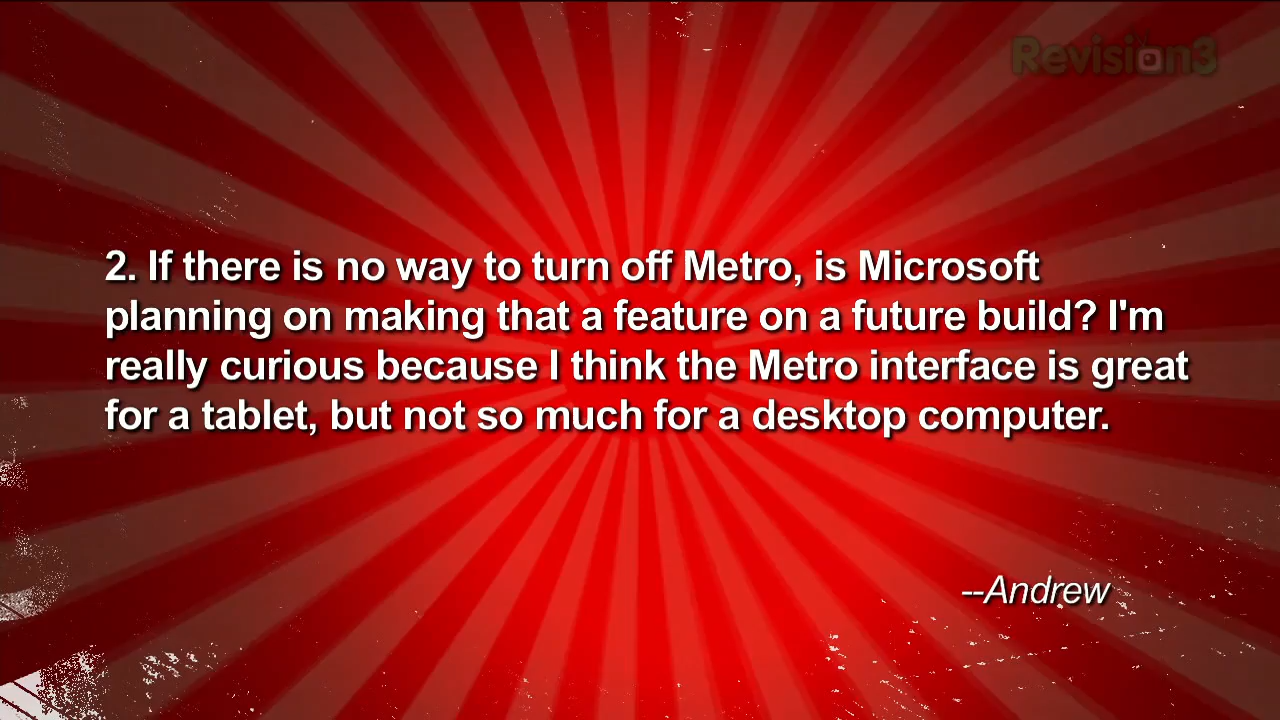 Revision3
2. If there is no way to turn off Metro, is Microsoft
planning on making that a feature on a future build? I'm
really curious because I think the Metro interface is great
for a tablet, but not so much for a desktop computer.
--Andrew